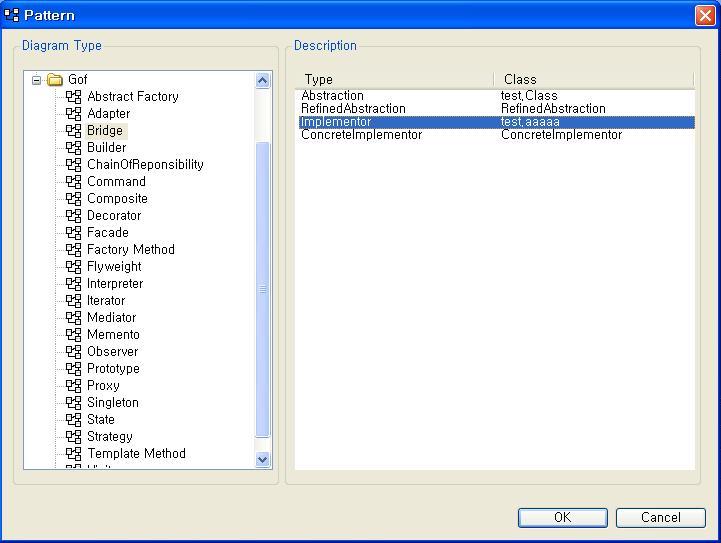 Pattern
Diagram Type
Gof
Abstract Factory
Adapter
Bridge
Builder
ChainOfReponsibility
Command
Composite
Decorator
Facade
Factory Method
Flyweight
Interpreter
Iterator
Mediator
Memento
Observer
Prototype
Proxy
Singleton
State
Strategy
Template Method
Description
Type Class
Abstraction test,Class
RefinedAbstraction RefinedAbstraction
Implementor test,aaaaa
ConcreteImplementor ConcreteImplementor
OK Cancel